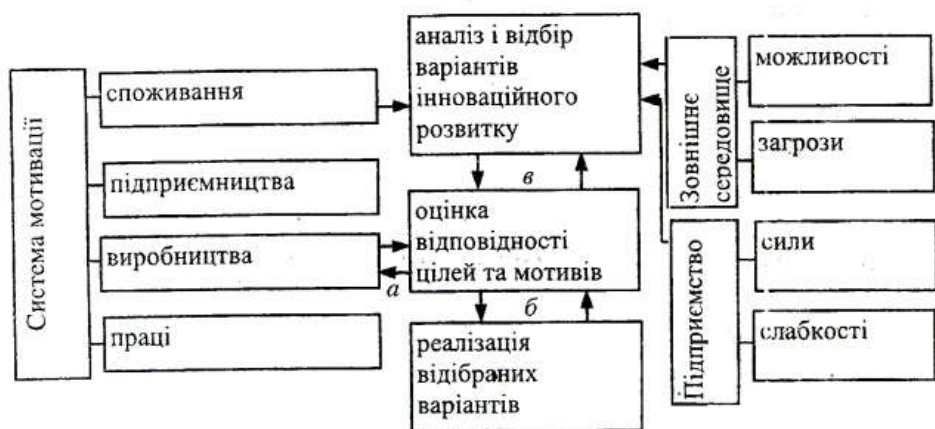 Система мотивації
споживання
підприємництва
виробництва
праці
аналіз і відбір
варіантів
інноваційного
розвитку
в
оцінка
відповідності
цілей та мотивів
а
б
реалізація
відібраних
варіантів
Зовнішнє
середовище
можливості
загрози
Підприємство
сили
слабкості